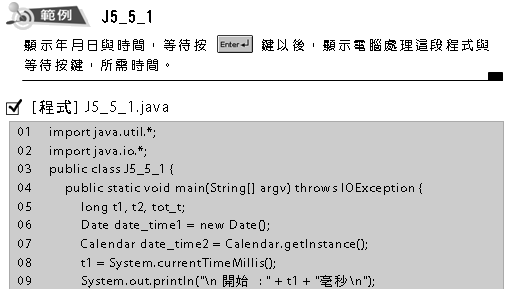 範例 J5_5_1
顯示年月日與時間，等待按 Enter↵ 鍵以後，顯示電腦處理這段程式與
等待按鍵，所需時間。
[程式] J5_5_1.java
01 import java.util.*;
02 import java.io.*;
03 public class J5_5_1 {
04 public static void main(String[] argv) throws IOException {
05 long t1, t2, tot_t;
06 Date date_time1 = new Date();
07 Calendar date_time2 = Calendar.getInstance();
08 t1 = System.currentTimeMillis();
09 System.out.println("\n 開始 : " + t1 + "毫秒\n");